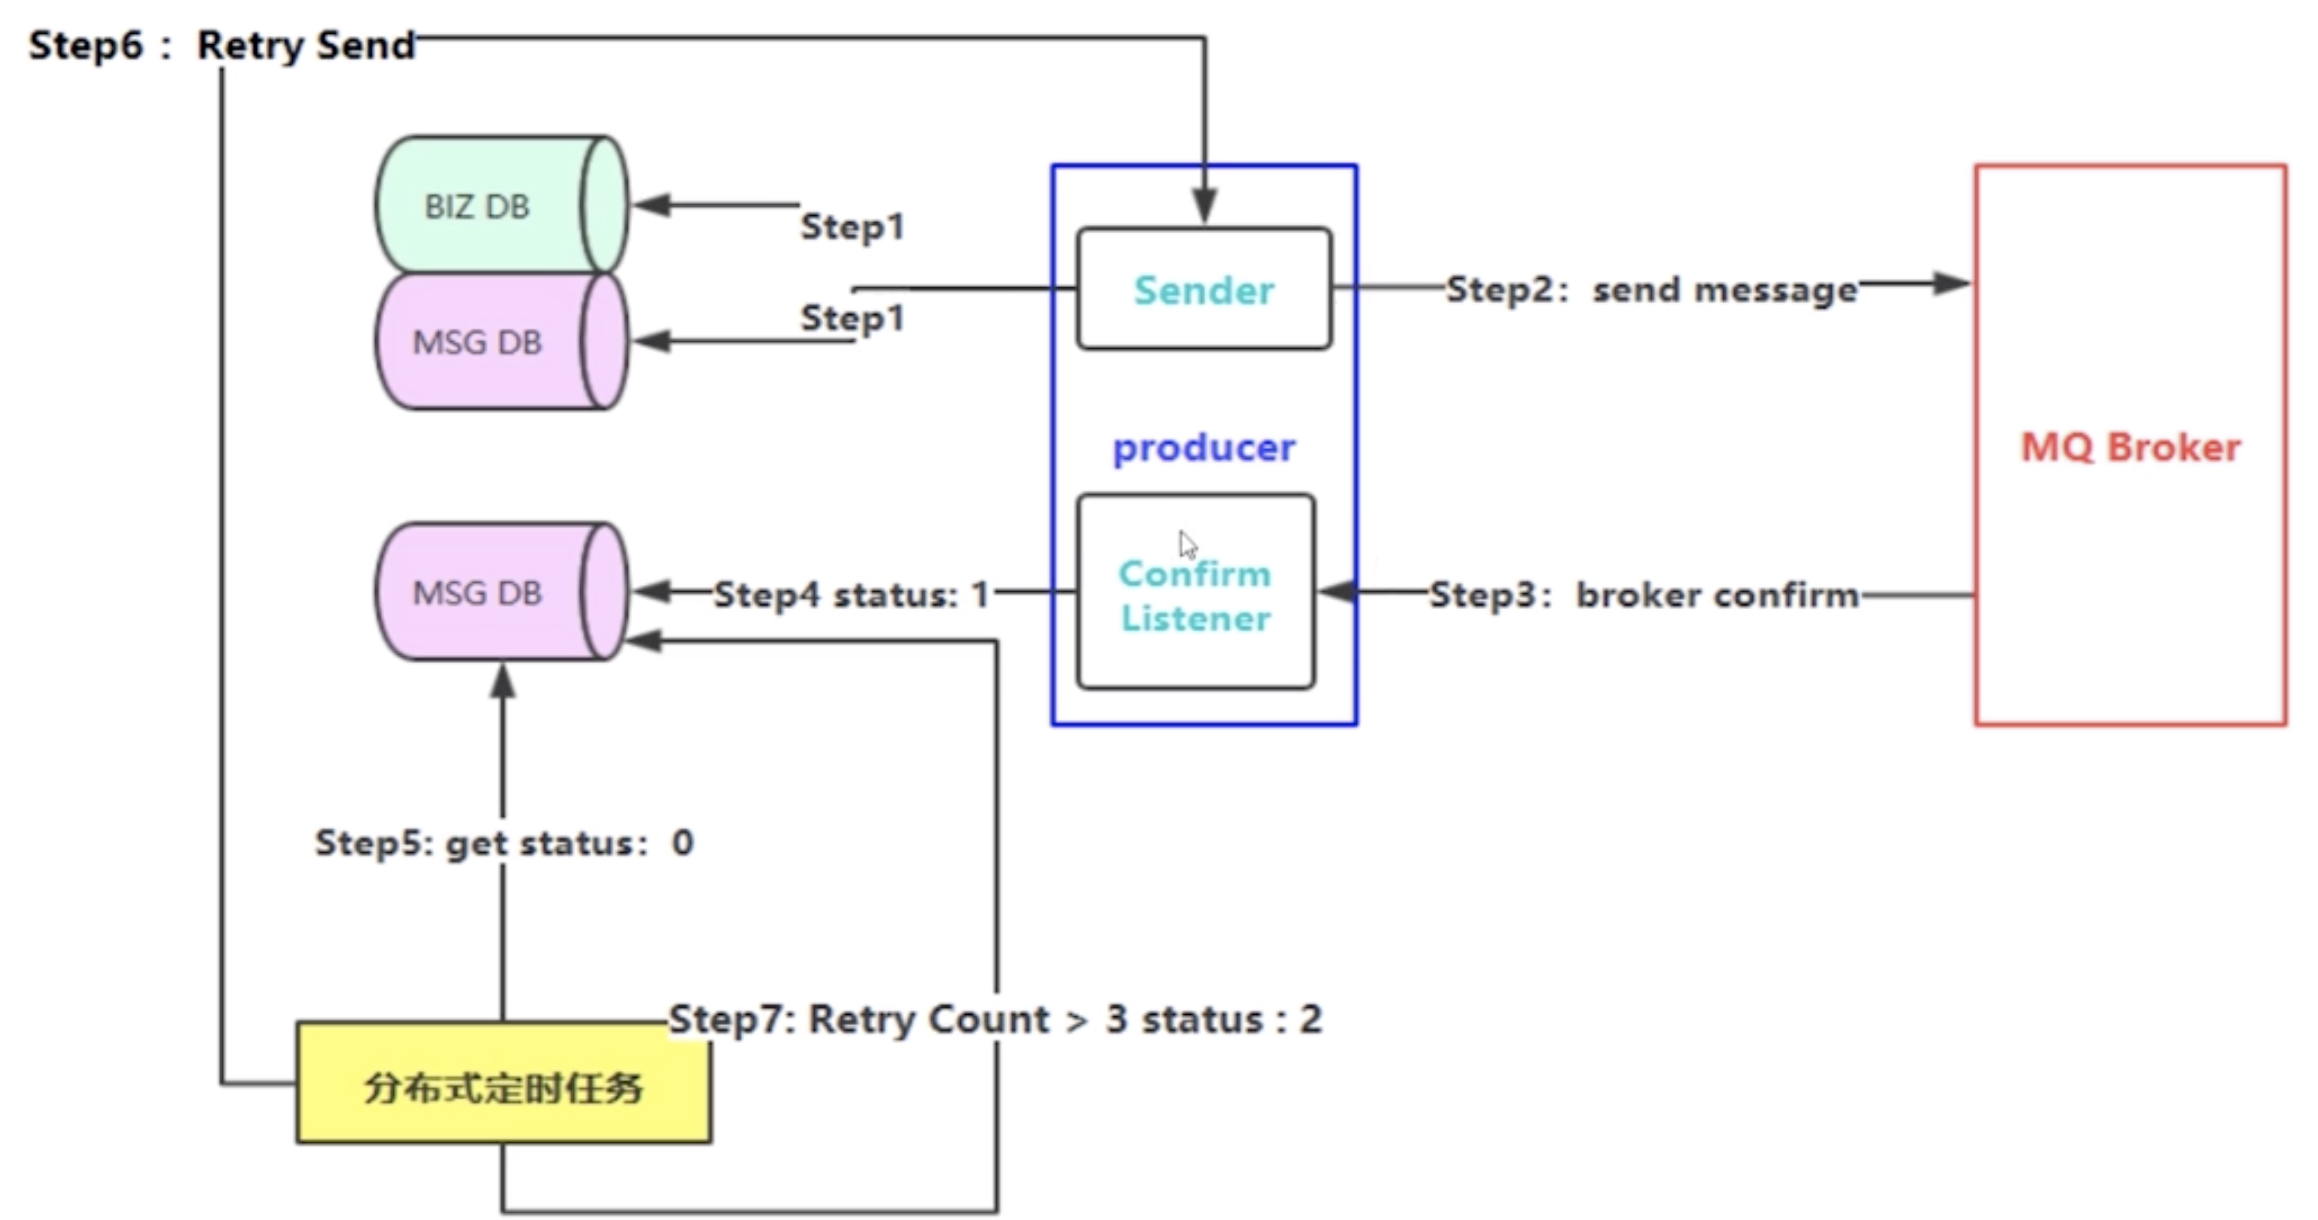 Step6： Retry Send
BIZ DB
Step1
MSG DB
Step1
Sender
Step2：send message
producer
MQ Broker
MSG DB
Step4 status: 1
Confirm
Listener
Step3：broker confirm
Step5: get status：0
Step7: Retry Count > 3 status : 2
分布式定时任务